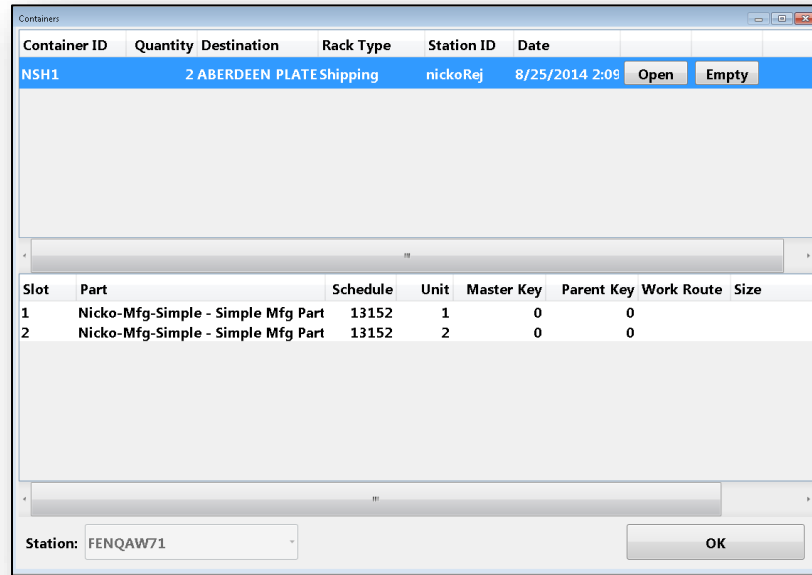 Containers
Container ID Quantity Destination Rack Type Station ID Date
NSH1 2 ABERDEEN PLATE Shipping nickoRej 8/25/2014 2:09 Open Empty
Slot Part Schedule Unit Master Key Parent Key Work Route Size
1 Nicko-Mfg-Simple - Simple Mfg Part 13152 1 0 0
2 Nicko-Mfg-Simple - Simple Mfg Part 13152 2 0 0
Station: FENQAW71 OK